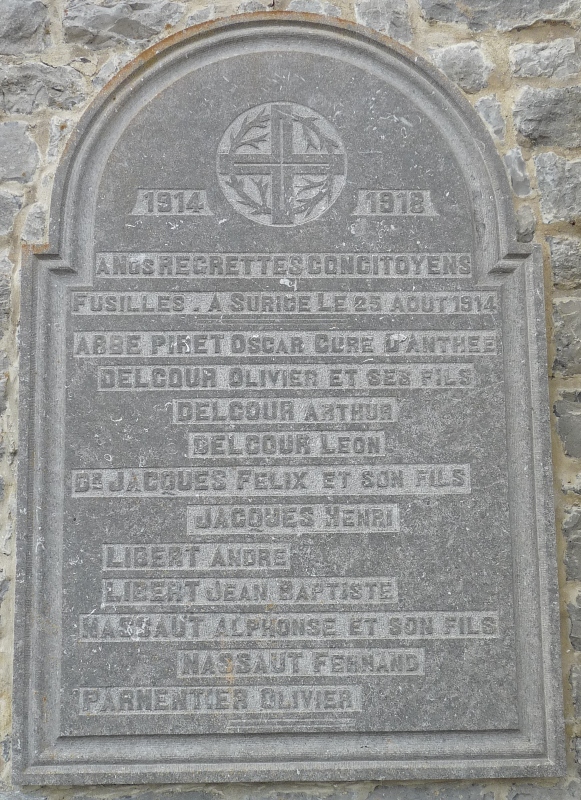 1914 1918
A NOS REGRETTES CONCITOYENS
FUSILLES. A SURICE LE 25 AOUT 1914
ABBE PIRET OSCAR CURE D'ANTHEE
DELCOUR OLIVIER ET SES FILS
DELCOUR ARTHUR
DELCOUR LEON
DR JACQUES FELIX ET SON FILS
JACQUES HENRI
LIBERT ANDRE
LIBERT JEAN BAPTISTE
NASSAUT ALPHONSE ET SON FILS
NASSAUT FERNAND
PARMENTIER OLIVIER